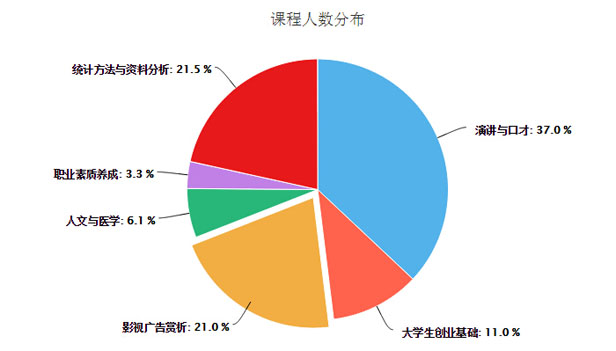 课程人数分布
统计方法与资料分析: 21.5 %
演讲与口才: 37.0 %
职业素质养成: 3.3 %
人文与医学: 6.1 %
影视广告赏析: 21.0 %
大学生创业基础: 11.0 %